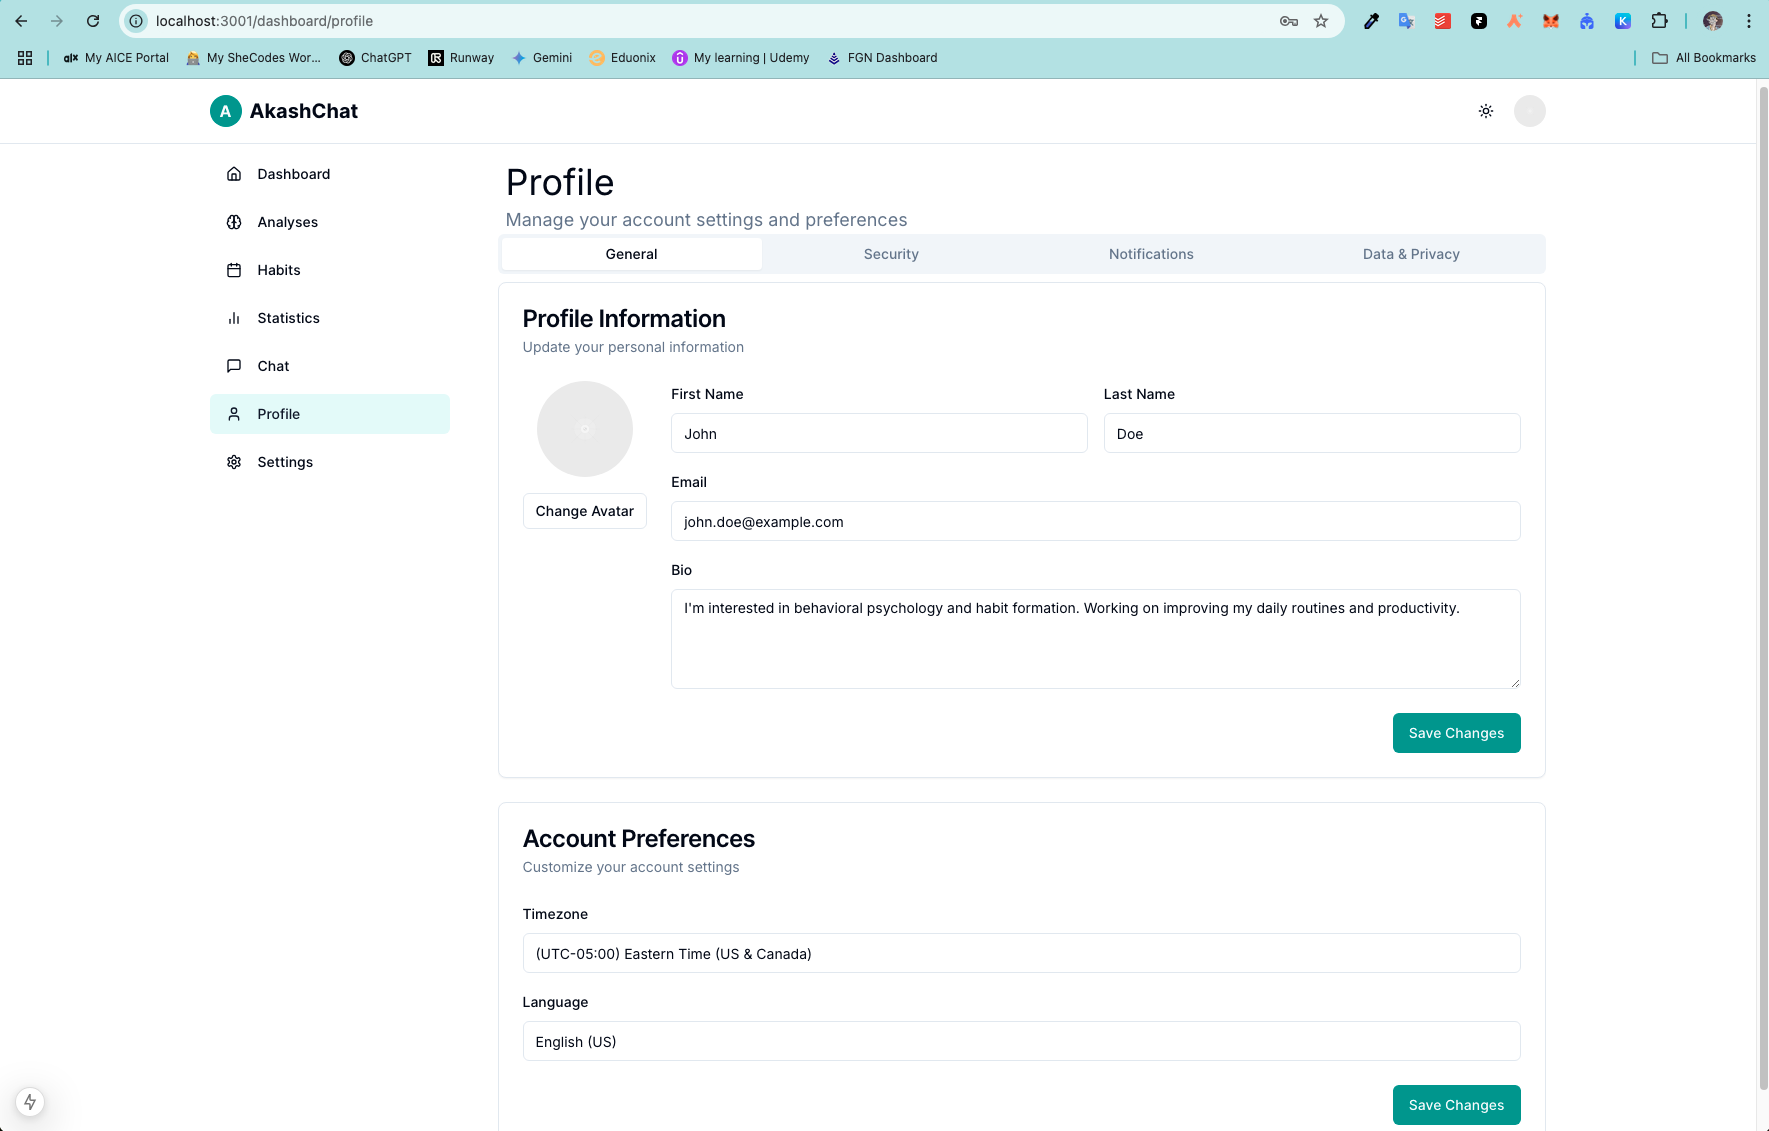 localhost:3001/dashboard/profile
alx My AICE Portal My SheCodes Wor... ChatGPT Runway Gemini Eduonix My learning | Udemy FGN Dashboard All Bookmarks
A AkashChat
Dashboard
Analyses
Habits
Statistics
Chat
Profile
Settings
Profile
Manage your account settings and preferences
General Security Notifications Data & Privacy
Profile Information
Update your personal information
Change Avatar
First Name Last Name
John Doe
Email
john.doe@example.com
Bio
I'm interested in behavioral psychology and habit formation. Working on improving my daily routines and productivity.
Save Changes
Account Preferences
Customize your account settings
Timezone
(UTC-05:00) Eastern Time (US & Canada)
Language
English (US)
Save Changes